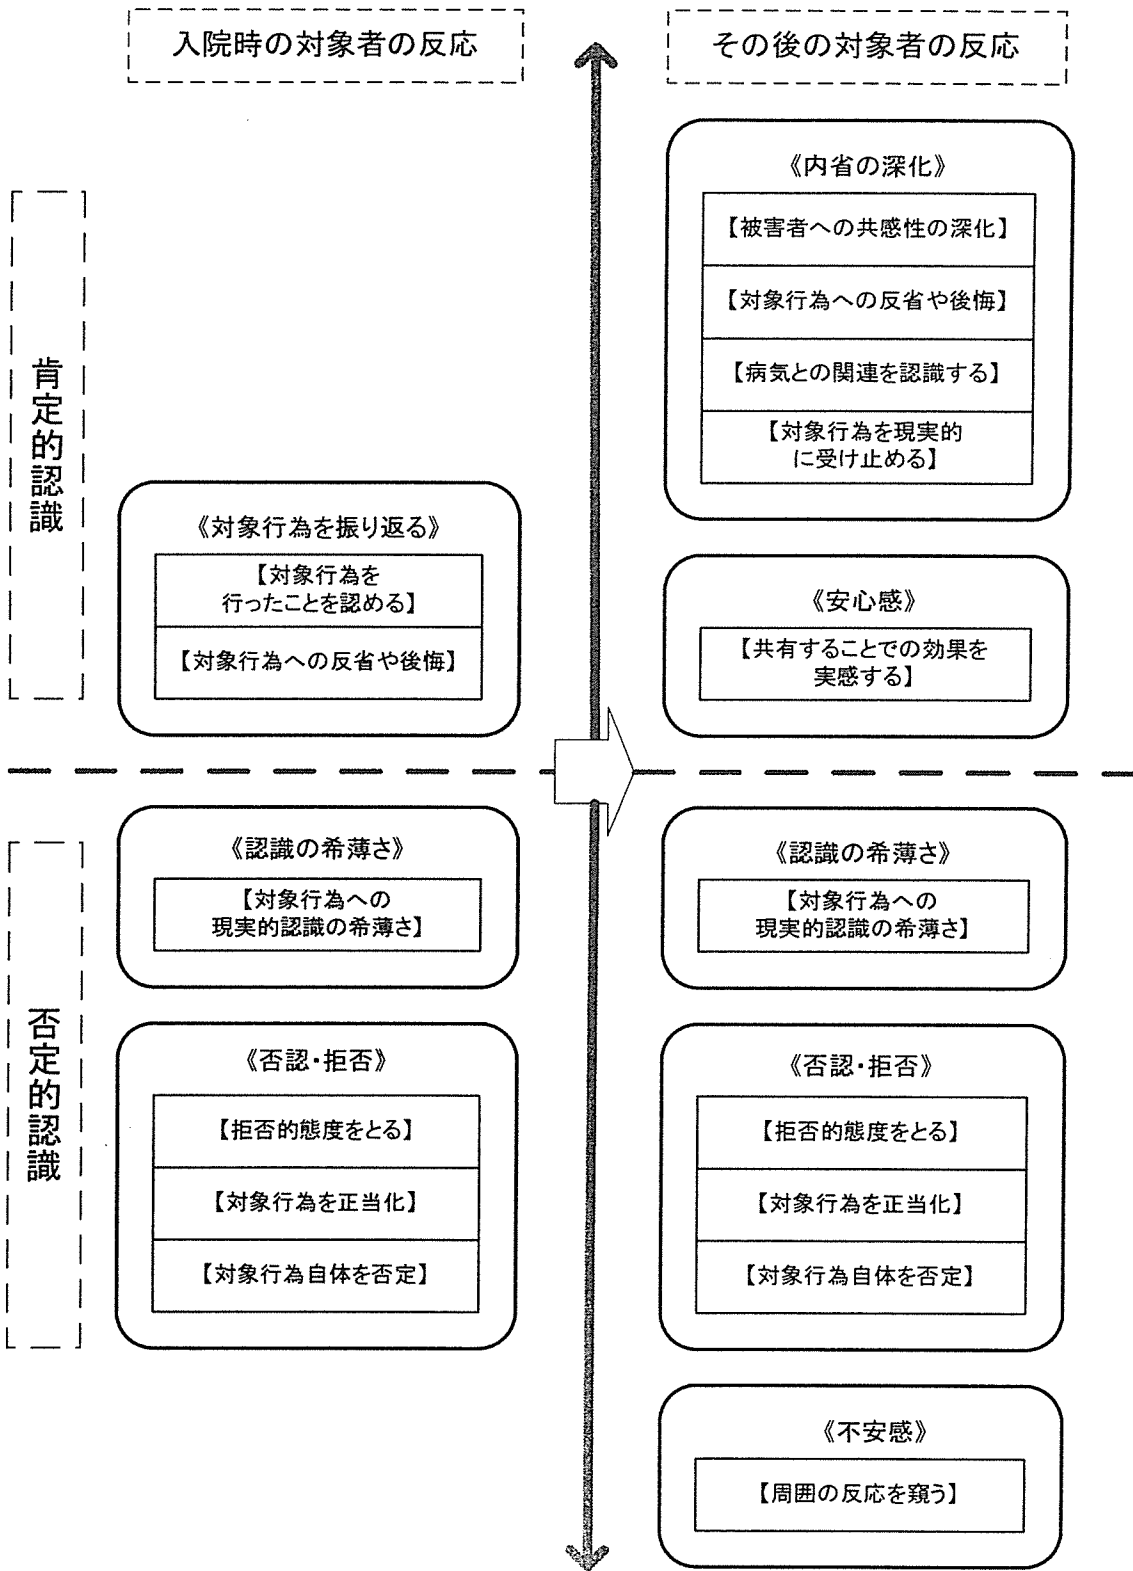 入院時の対象者の反応
その後の対象者の反応
肯定的認識
《対象行為を振り返る》
【対象行為を
行ったことを認める】
【対象行為への反省や後悔】
《内省の深化》
【被害者への共感性の深化】
【対象行為への反省や後悔】
【病気との関連を認識する】
【対象行為を現実的
に受け止める】
《安心感》
【共有することでの効果を
実感する】
否定的認識
《認識の希薄さ》
【対象行為への
現実的認識の希薄さ】
《否認・拒否》
【拒否的態度をとる】
【対象行為を正当化】
【対象行為自体を否定】
《認識の希薄さ》
【対象行為への
現実的認識の希薄さ】
《否認・拒否》
【拒否的態度をとる】
【対象行為を正当化】
【対象行為自体を否定】
《不安感》
【周囲の反応を窺う】